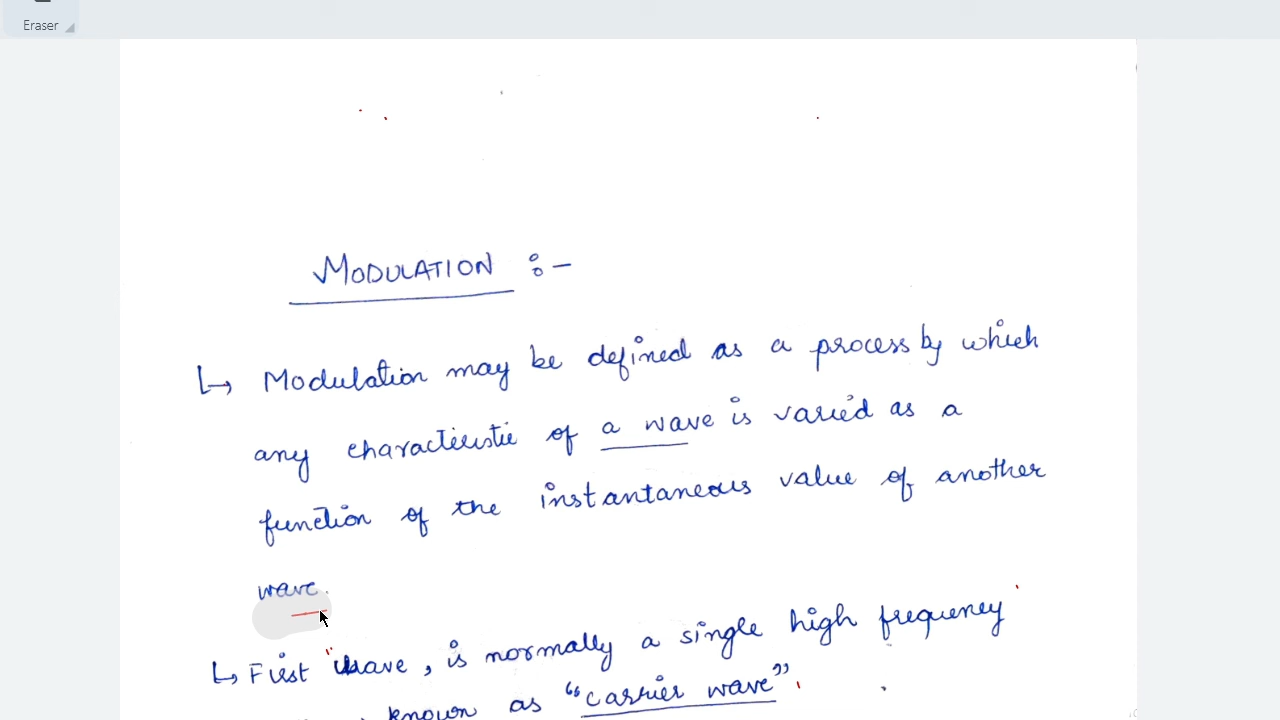 Eraser
MODULATION :-
↳ Modulation may be defined as a process by which
any characteristic of a wave is varied as a
function of the instantaneous value of another
wave.
↳ First wave, is normally a single high frequency
known as "carrier wave"